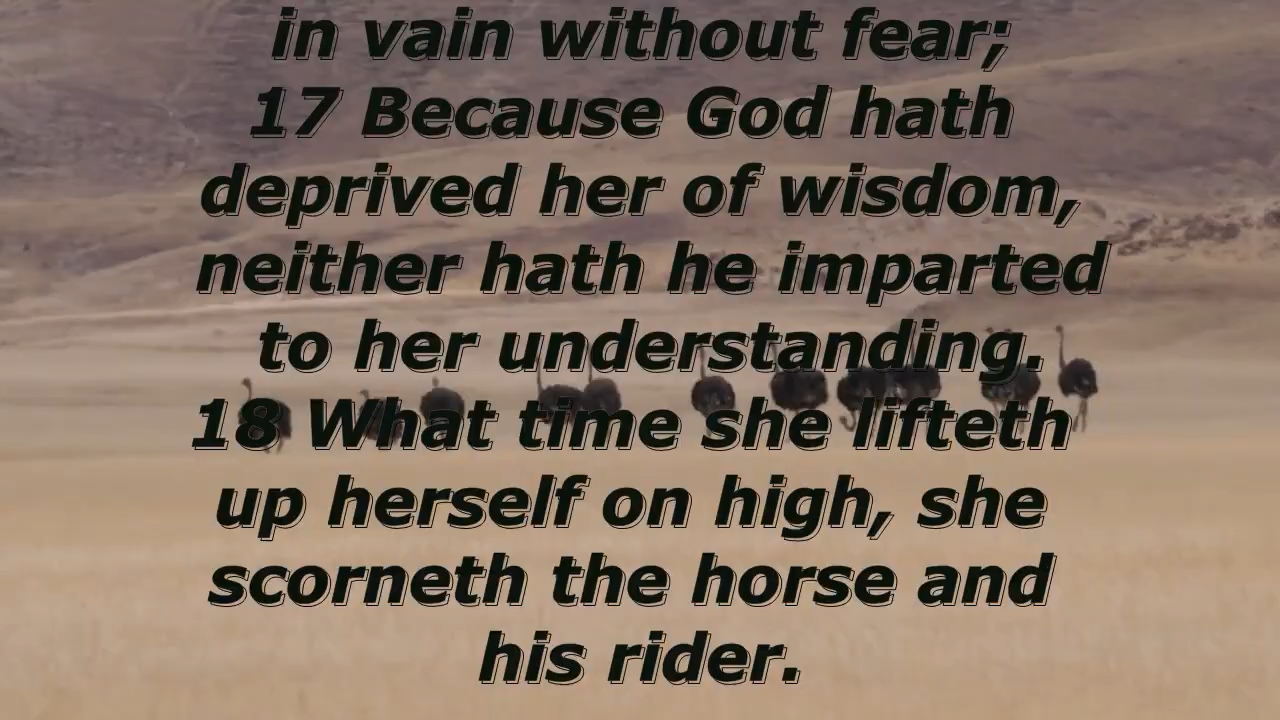 in vain without fear;
17 Because God hath
deprived her of wisdom,
neither hath he imparted
to her understanding.
18 What time she lifteth
up herself on high, she
scorneth the horse and
his rider.